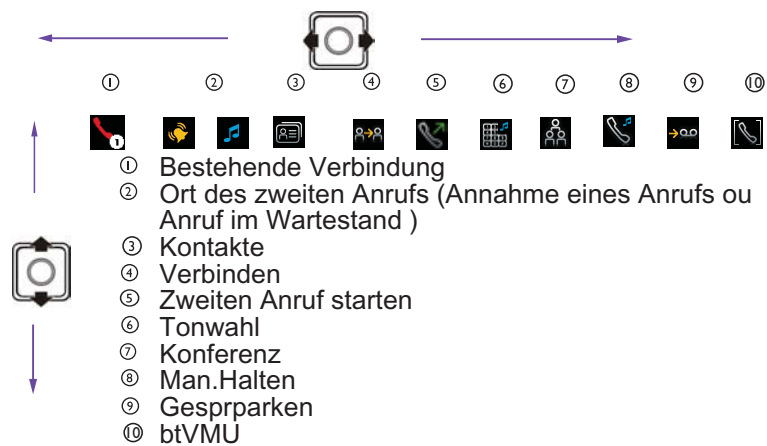 ① ② ③ ④ ⑤ ⑥ ⑦ ⑧ ⑨ ⑩
1
① Bestehende Verbindung
② Ort des zweiten Anrufs (Annahme eines Anrufs ou
Anruf im Wartestand )
③ Kontakte
④ Verbinden
⑤ Zweiten Anruf starten
⑥ Tonwahl
⑦ Konferenz
⑧ Man.Halten
⑨ Gesprparken
⑩ btVMU